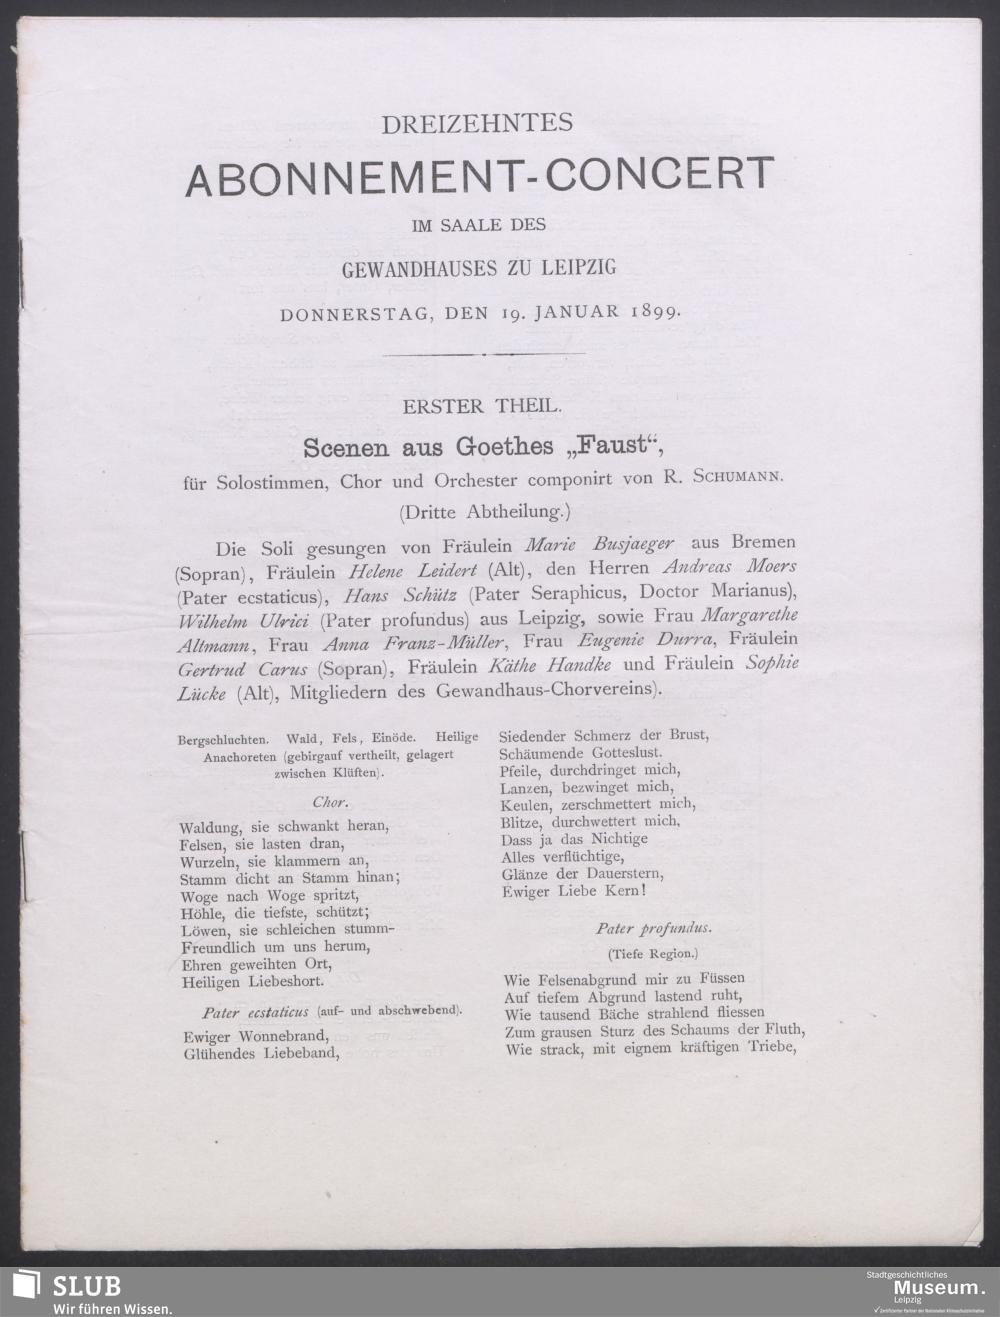 DREIZEHNTES
ABONNEMENT-CONCERT
IM SAALE DES
GEWANDHAUSES ZU LEIPZIG
DONNERSTAG, DEN 19. JANUAR 1899.
ERSTER THEIL.
Scenen aus Goethes „Faust“,
für Solostimmen, Chor und Orchester componirt von R. SCHUMANN.
(Dritte Abtheilung.)
Die Soli gesungen von Fräulein Marie Busjaeger aus Bremen
(Sopran), Fräulein Helene Leidert (Alt), den Herren Andreas Moers
(Pater ecstaticus), Hans Schütz (Pater Seraphicus, Doctor Marianus),
Wilhelm Ulrici (Pater profundus) aus Leipzig, sowie Frau Margarethe
Altmann, Frau Anna Franz-Müller, Frau Eugenie Durra, Fräulein
Gertrud Carus (Sopran), Fräulein Käthe Handke und Fräulein Sophie
Lücke (Alt), Mitgliedern des Gewandhaus-Chorvereins).
Bergschluchten. Wald, Fels, Einöde. Heilige
Anachoreten (gebirgauf vertheilt, gelagert
zwischen Klüften).
Chor.
Waldung, sie schwankt heran,
Felsen, sie lasten dran,
Wurzeln, sie klammern an,
Stamm dicht an Stamm hinan;
Woge nach Woge spritzt,
Höhle, die tiefste, schützt;
Löwen, sie schleichen stumm-
Freundlich um uns herum,
Ehren geweihten Ort,
Heiligen Liebeshort.
Pater ecstaticus (auf- und abschwebend).
Ewiger Wonnebrand,
Glühendes Liebeband,
Siedender Schmerz der Brust,
Schäumende Gotteslust.
Pfeile, durchdringet mich,
Lanzen, bezwinget mich,
Keulen, zerschmettert mich,
Blitze, durchwettert mich,
Dass ja das Nichtige
Alles verflüchtige,
Glänze der Dauerstern,
Ewiger Liebe Kern!
Pater profundus.
(Tiefe Region.)
Wie Felsenabgrund mir zu Füssen
Auf tiefem Abgrund lastend ruht,
Wie tausend Bäche strahlend fliessen
Zum grausen Sturz des Schaums der Fluth,
Wie strack, mit eignem kräftigen Triebe,
SLUB
Wir führen Wissen.
Stadtgeschichtliches
Museum.
Leipzig
Zertifizierter Partner der Nationalen Klimaschutzinitiative